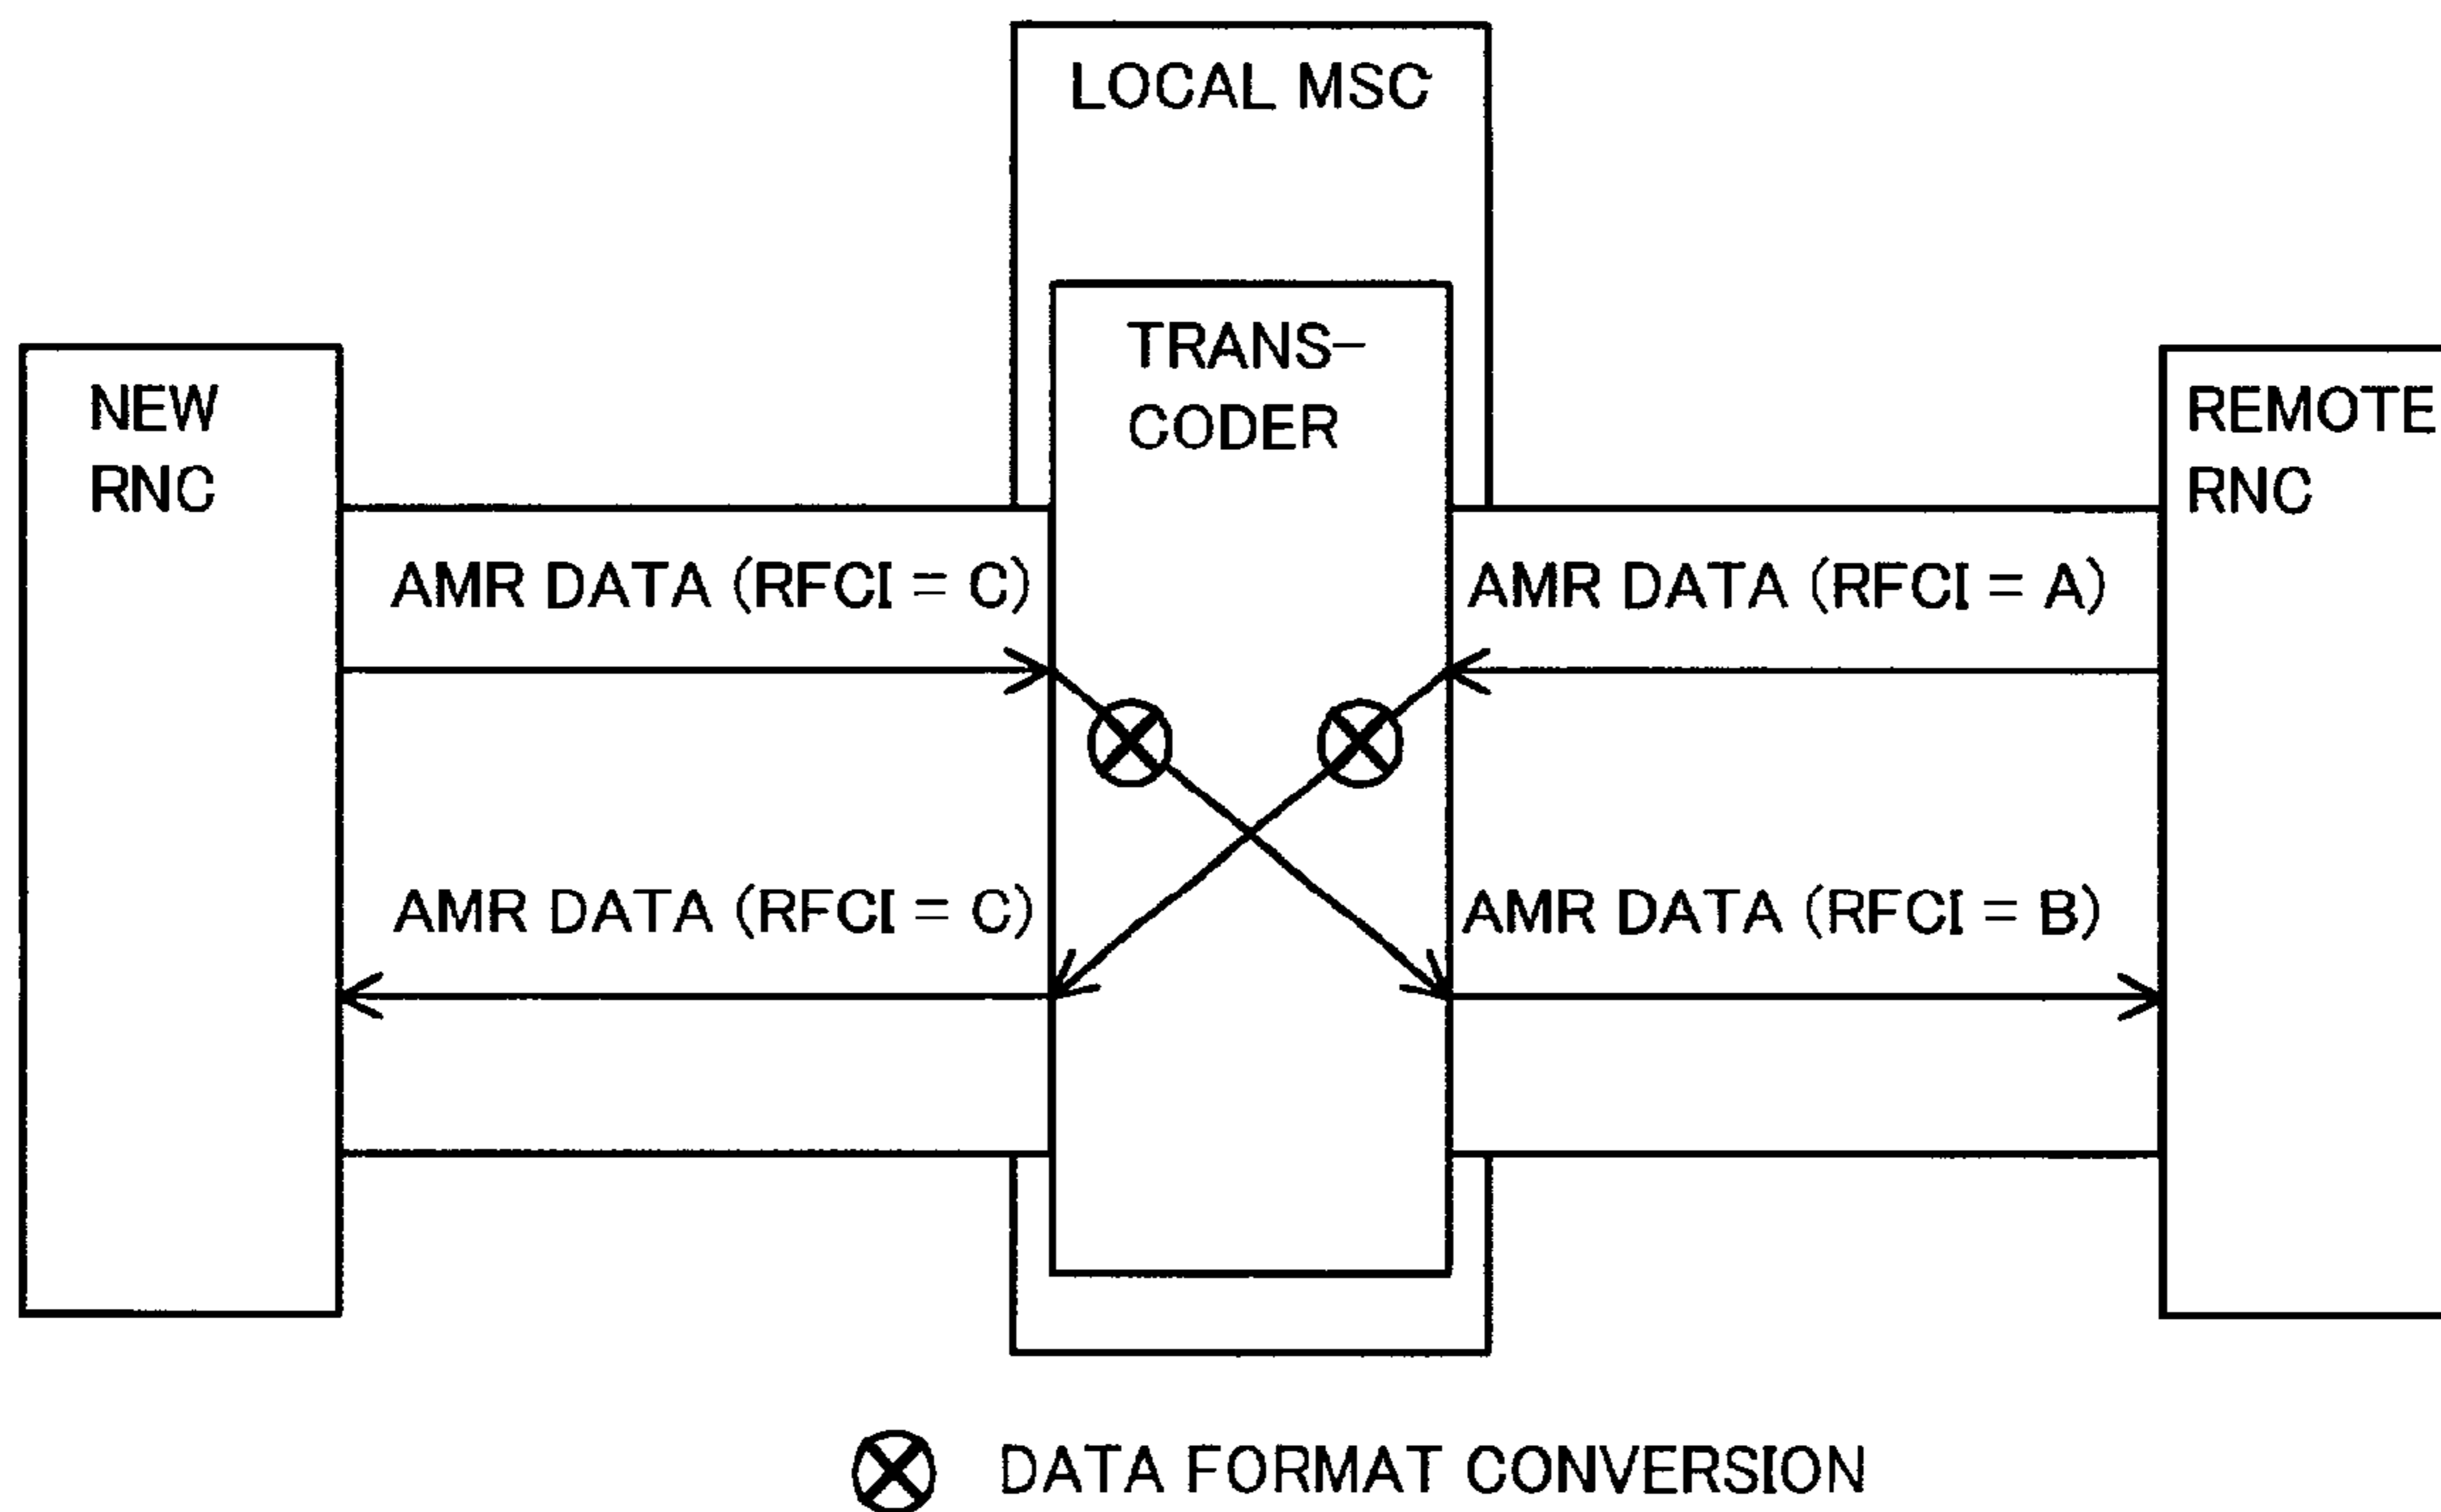 LOCAL MSC
TRANS-
CODER
NEW
RNC
REMOTE
RNC
AMR DATA (RFCI = C)
AMR DATA (RFCI = A)
AMR DATA (RFCI = C)
AMR DATA (RFCI = B)
DATA FORMAT CONVERSION